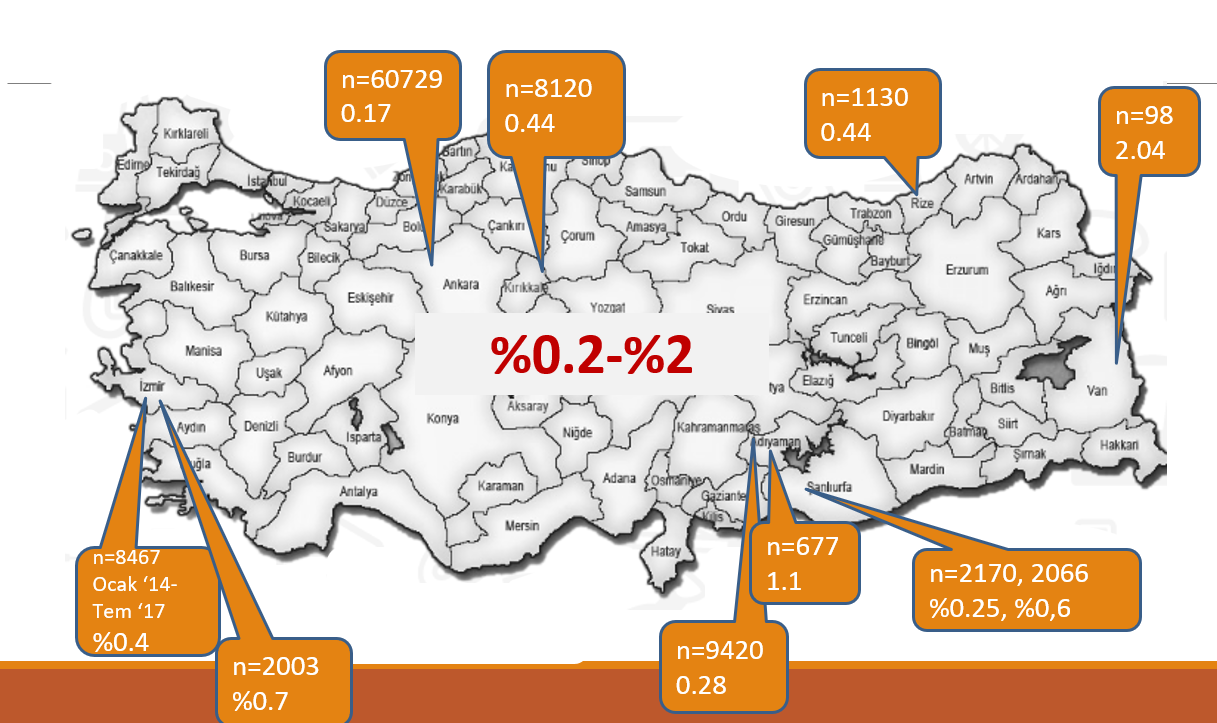 n=60729
0.17
n=8120
0.44
n=1130
0.44
n=98
2.04
Kırklareli
Edirne
Tekirdağ
İstanbul
Kocaeli
Sakarya
Düzce
Bolu
Bartın
Karabük
Sinop
Samsun
Çankırı
Çorum
Amasya
Tokat
Ordu
Giresun
Trabzon
Gümüşhane
Bayburt
Rize
Artvin
Ardahan
Kars
Iğdır
Ağrı
Erzurum
Erzincan
Çanakkale
Balıkesir
Bursa
Bilecik
Eskişehir
Kütahya
Ankara
Kırıkkale
Yozgat
Sivas
Tunceli
Bingöl
Muş
Bitlis
Van
Elazığ
Manisa
Uşak
Afyon
İzmir
Aydın
Denizli
Isparta
Burdur
Antalya
Konya
Aksaray
Niğde
Karaman
Mersin
Adana
Osmaniye
Kahramanmaraş
Gaziantep
Kilis
Hatay
Adıyaman
Şanlıurfa
Diyarbakır
Mardin
Batman
Siirt
Şırnak
Hakkari
%0.2-%2
n=8467
Ocak ‘14-
Tem ‘17
%0.4
n=2003
%0.7
n=9420
0.28
n=677
1.1
n=2170, 2066
%0.25, %0,6